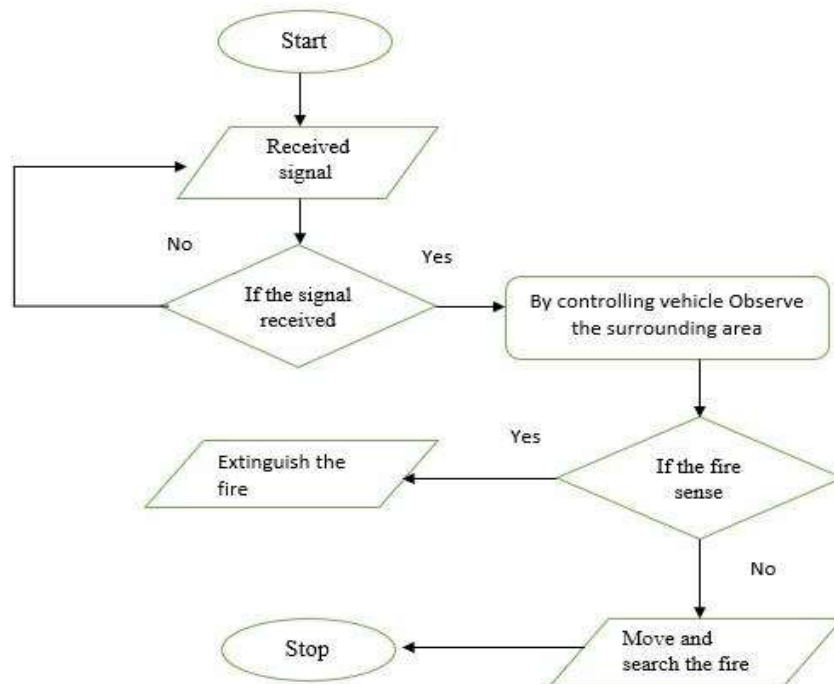 Start
Received
signal
No
Yes
If the signal
received
By controlling vehicle Observe
the surrounding area
Yes
Extinguish the
fire
If the fire
sense
No
Move and
search the fire
Stop